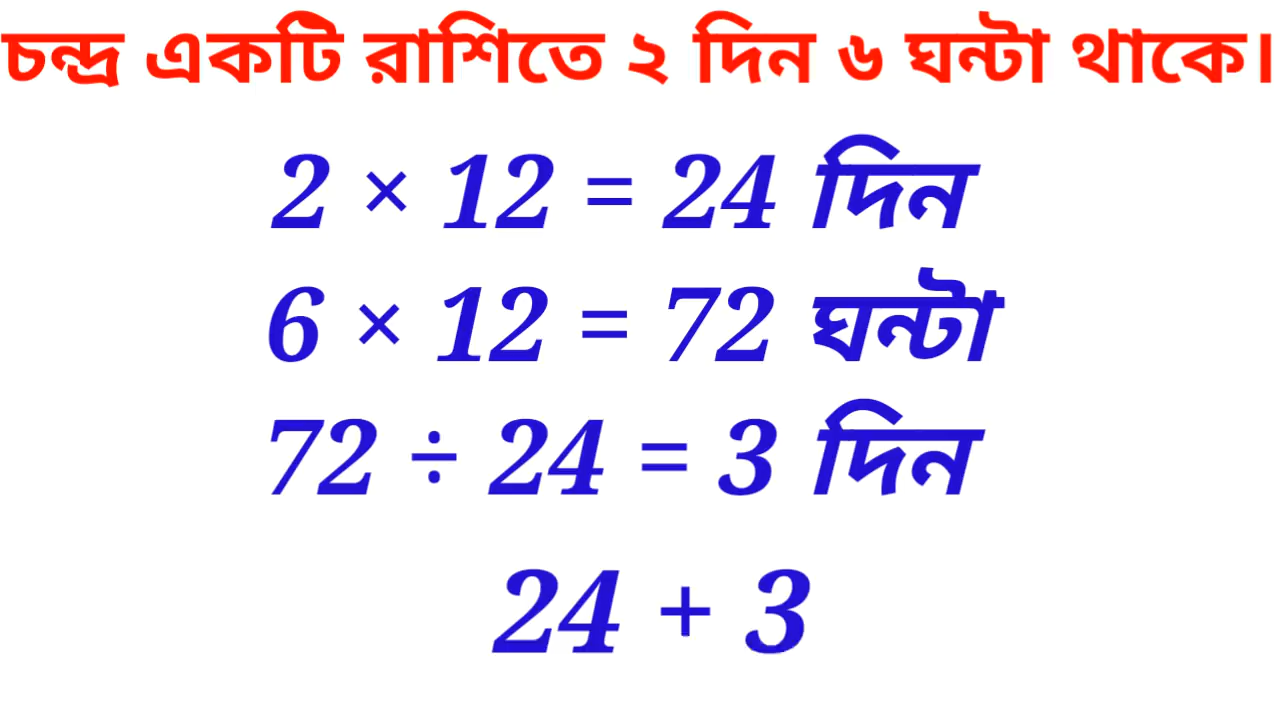 চন্দ্র একটি রাশিতে ২ দিন ৬ ঘন্টা থাকে।
2 × 12 = 24 দিন
6 × 12 = 72 ঘন্টা
72 ÷ 24 = 3 দিন
24 + 3